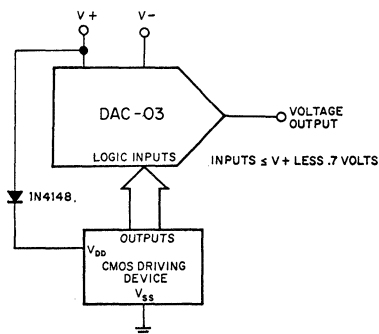 V+
V-
DAC-03
VOLTAGE
OUTPUT
LOGIC INPUTS
INPUTS ≤ V+ LESS .7 VOLTS
1N4148.
OUTPUTS
VDD
CMOS DRIVING
DEVICE
VSS